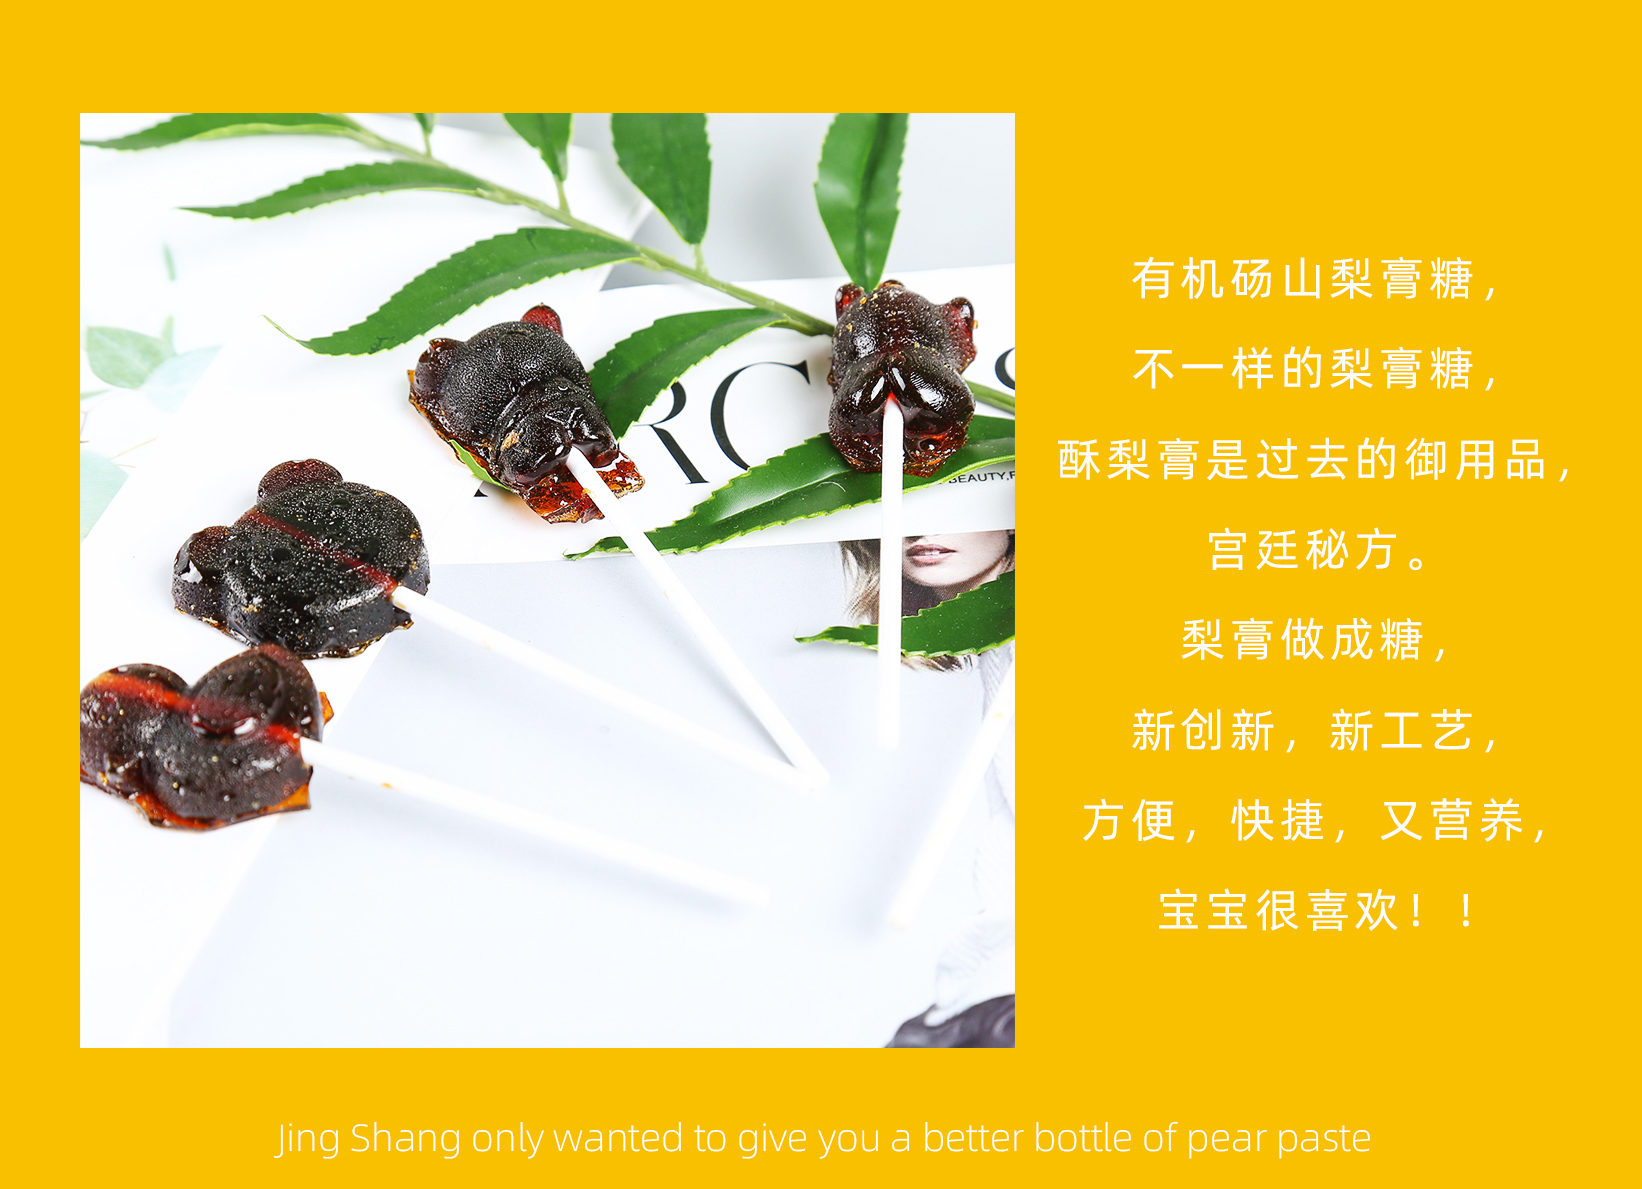 RC
BEAUTY,F
有机砀山梨膏糖，
不一样的梨膏糖，
酥梨膏是过去的御用品，
宫廷秘方。
梨膏做成糖，
新创新，新工艺，
方便，快捷，又营养，
宝宝很喜欢！！
Jing Shang only wanted to give you a better bottle of pear paste